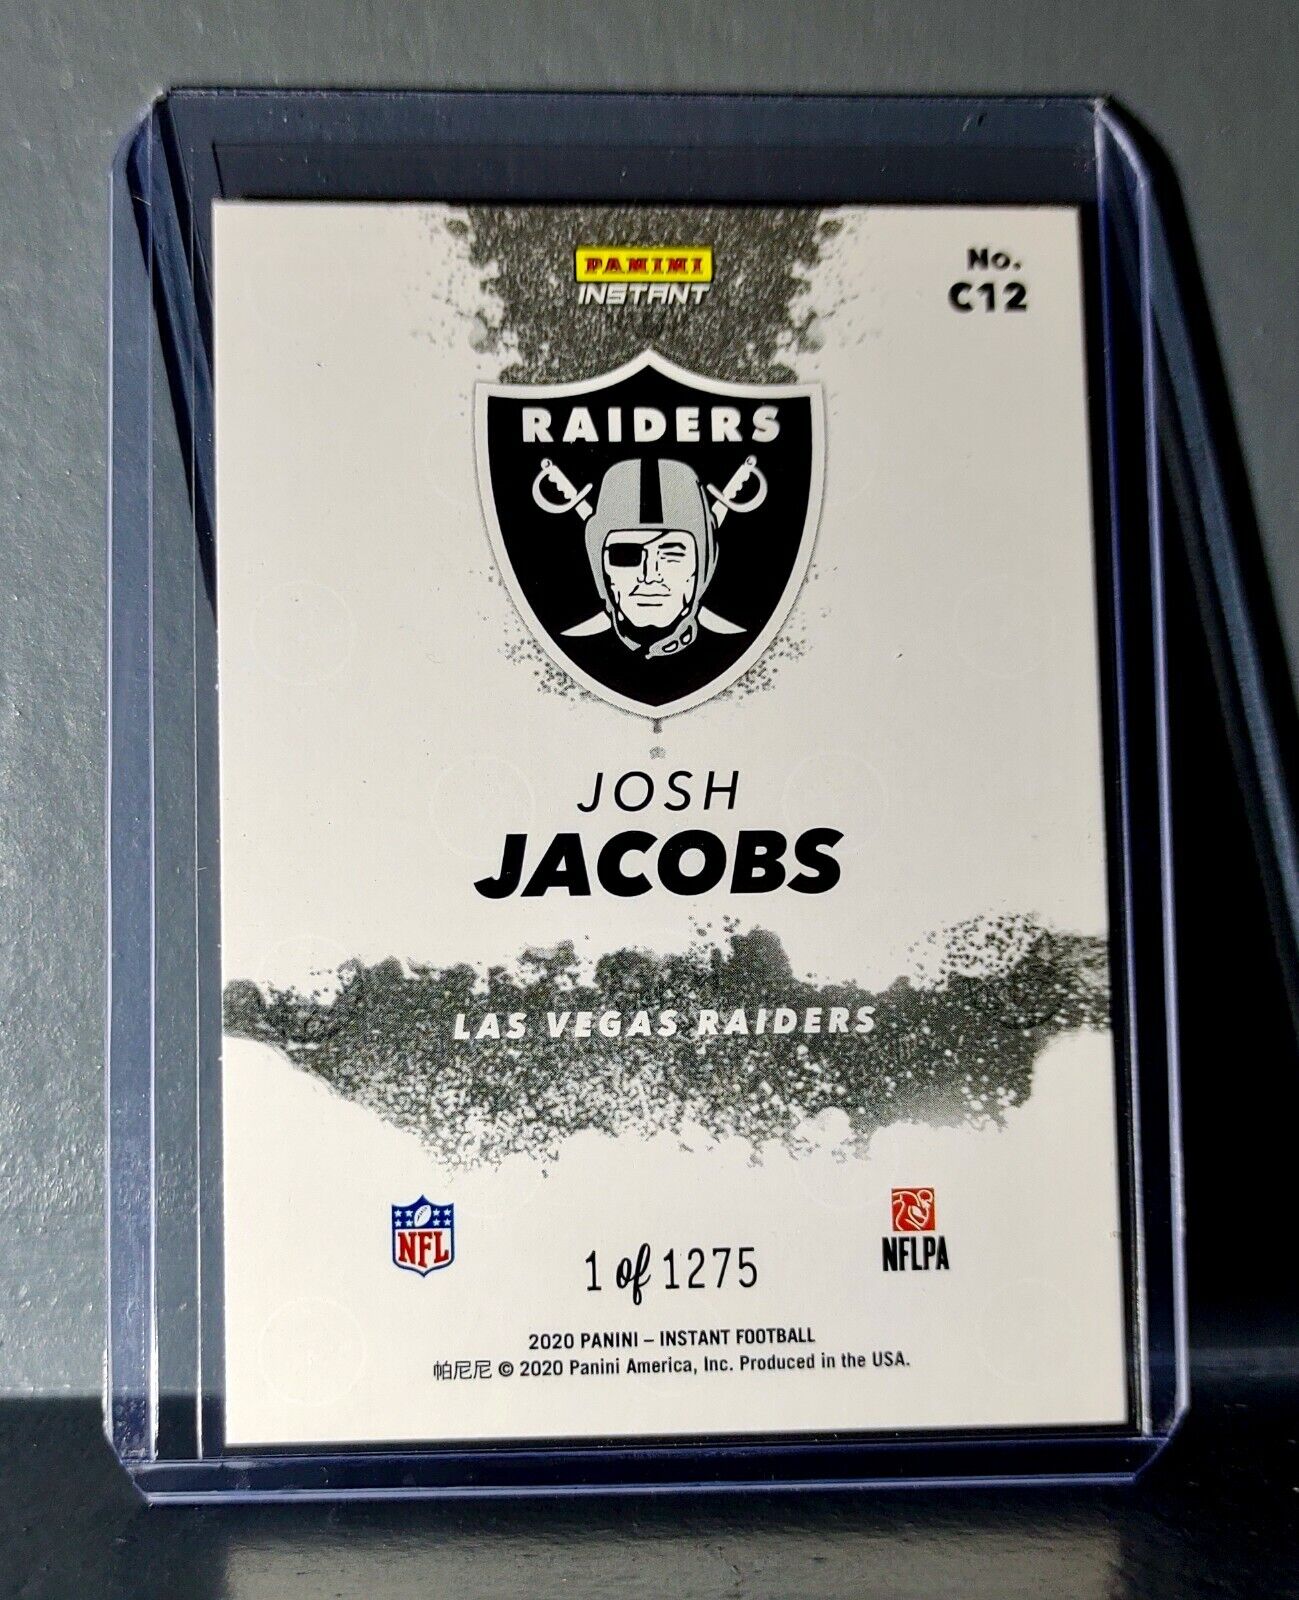 PANINI
INSTANT
No.
C12
RAIDERS
JOSH
JACOBS
LAS VEGAS RAIDERS
NFL
NFLPA
1 of 1275
2020 PANINI – INSTANT FOOTBALL
帕尼尼 © 2020 Panini America, Inc. Produced in the USA.